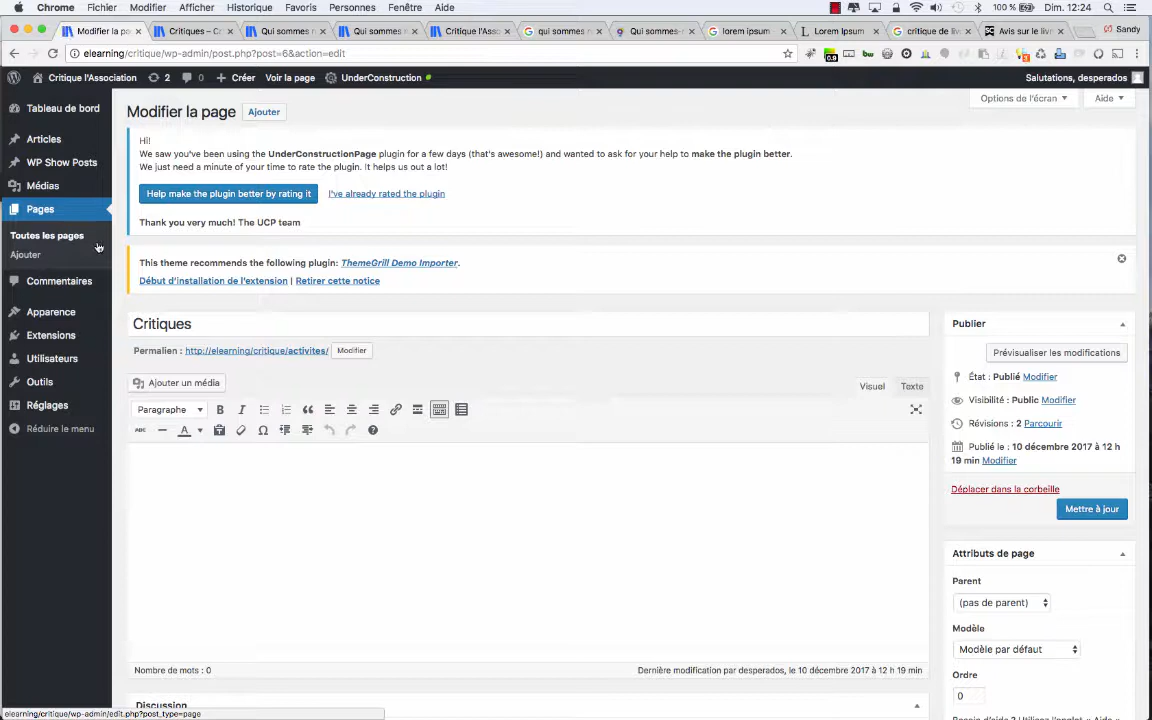 Chrome Fichier Modifier Afficher Historique Favoris Personnes Fenêtre Aide 100 % Dim. 12:24
Modifier la pa × Critiques – Co × Qui sommes n × Qui sommes n × Critique l'Asso × qui sommes n × Qui sommes-n × lorem ipsum × Lorem Ipsum × critique de livr × Avis sur le livr × Sandy
elearning/critique/wp-admin/post.php?post=6&action=edit
Critique l'Association 2 0 Créer Voir la page UnderConstruction Salutations, desperados
Tableau de bord
Articles
WP Show Posts
Médias
Pages
Toutes les pages
Ajouter
Commentaires
Apparence
Extensions
Utilisateurs
Outils
Réglages
Réduire le menu
Options de l'écran Aide
Modifier la page Ajouter
Hi!
We saw you've been using the UnderConstructionPage plugin for a few days (that's awesome!) and wanted to ask for your help to make the plugin better.
We just need a minute of your time to rate the plugin. It helps us out a lot!
Help make the plugin better by rating it I've already rated the plugin
Thank you very much! The UCP team
This theme recommends the following plugin: ThemeGrill Demo Importer.
Début d'installation de l'extension | Retirer cette notice
Critiques
Permalien : http://elearning/critique/activites/ Modifier
Ajouter un média Visuel Texte
Paragraphe B I
ABC A Ω
Nombre de mots : 0 Dernière modification par desperados, le 10 décembre 2017 à 12 h 19 min
Discussion
Publier
Prévisualiser les modifications
État : Publié Modifier
Visibilité : Public Modifier
Révisions : 2 Parcourir
Publié le : 10 décembre 2017 à 12 h
19 min Modifier
Déplacer dans la corbeille
Mettre à jour
Attributs de page
Parent
(pas de parent)
Modèle
Modèle par défaut
Ordre
0
Besoin d'aide ? Utilisez l'onglet « Aide »
elearning/critique/wp-admin/edit.php?post_type=page